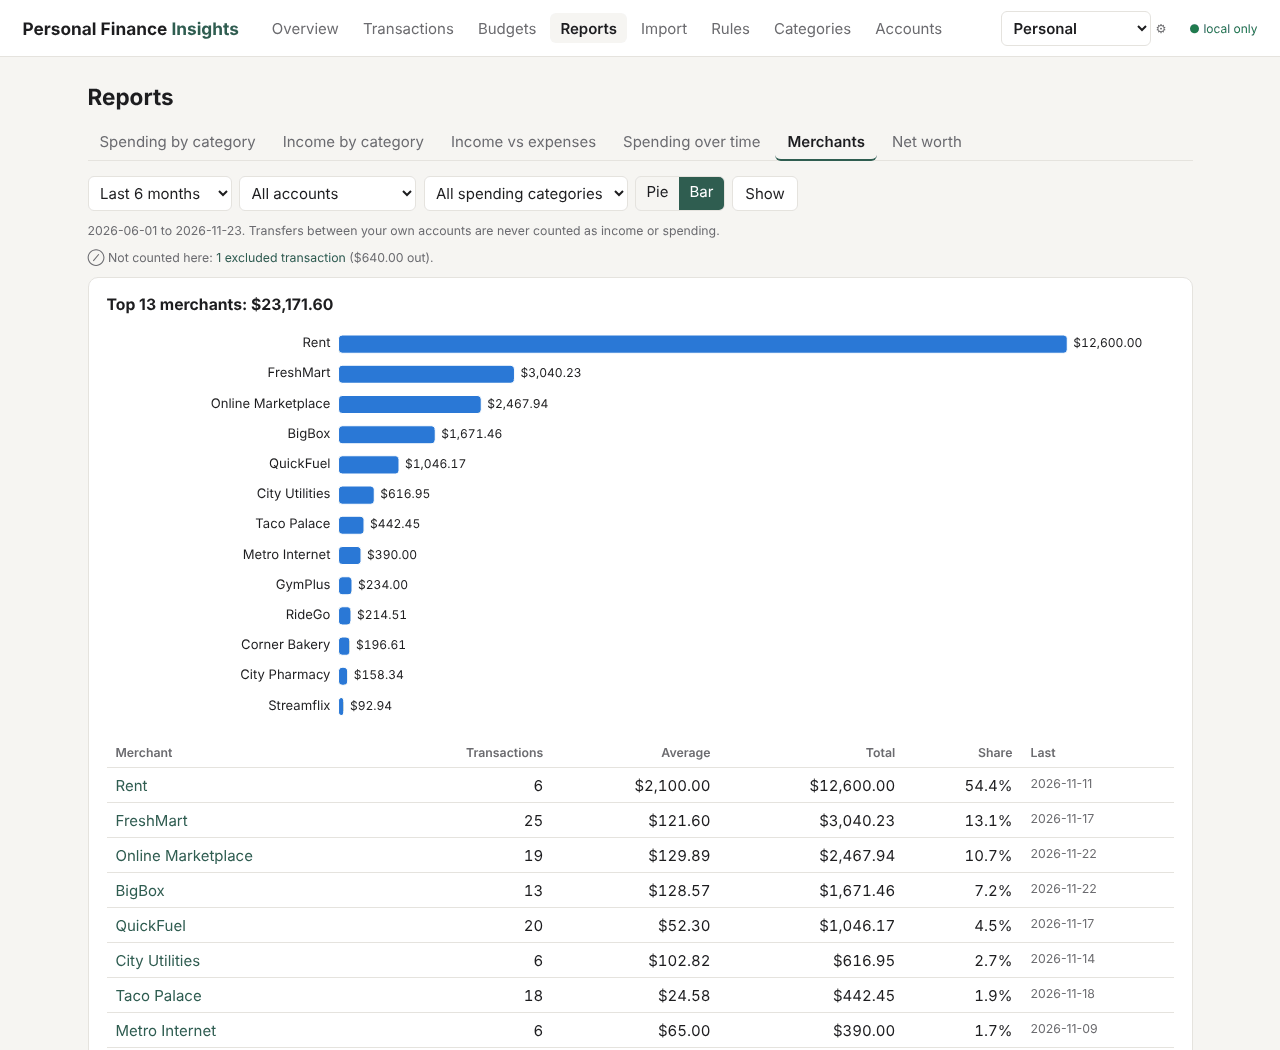 Personal Finance Insights Overview Transactions Budgets Reports Import Rules Categories Accounts Personal local only
Reports
Spending by category Income by category Income vs expenses Spending over time Merchants Net worth
Last 6 months All accounts All spending categories Pie Bar Show
2026-06-01 to 2026-11-23. Transfers between your own accounts are never counted as income or spending.
Not counted here: 1 excluded transaction ($640.00 out).
Top 13 merchants: $23,171.60
Rent $12,600.00
FreshMart $3,040.23
Online Marketplace $2,467.94
BigBox $1,671.46
QuickFuel $1,046.17
City Utilities $616.95
Taco Palace $442.45
Metro Internet $390.00
GymPlus $234.00
RideGo $214.51
Corner Bakery $196.61
City Pharmacy $158.34
Streamflix $92.94
Merchant Transactions Average Total Share Last
Rent 6 $2,100.00 $12,600.00 54.4% 2026-11-11
FreshMart 25 $121.60 $3,040.23 13.1% 2026-11-17
Online Marketplace 19 $129.89 $2,467.94 10.7% 2026-11-22
BigBox 13 $128.57 $1,671.46 7.2% 2026-11-22
QuickFuel 20 $52.30 $1,046.17 4.5% 2026-11-17
City Utilities 6 $102.82 $616.95 2.7% 2026-11-14
Taco Palace 18 $24.58 $442.45 1.9% 2026-11-18
Metro Internet 6 $65.00 $390.00 1.7% 2026-11-09